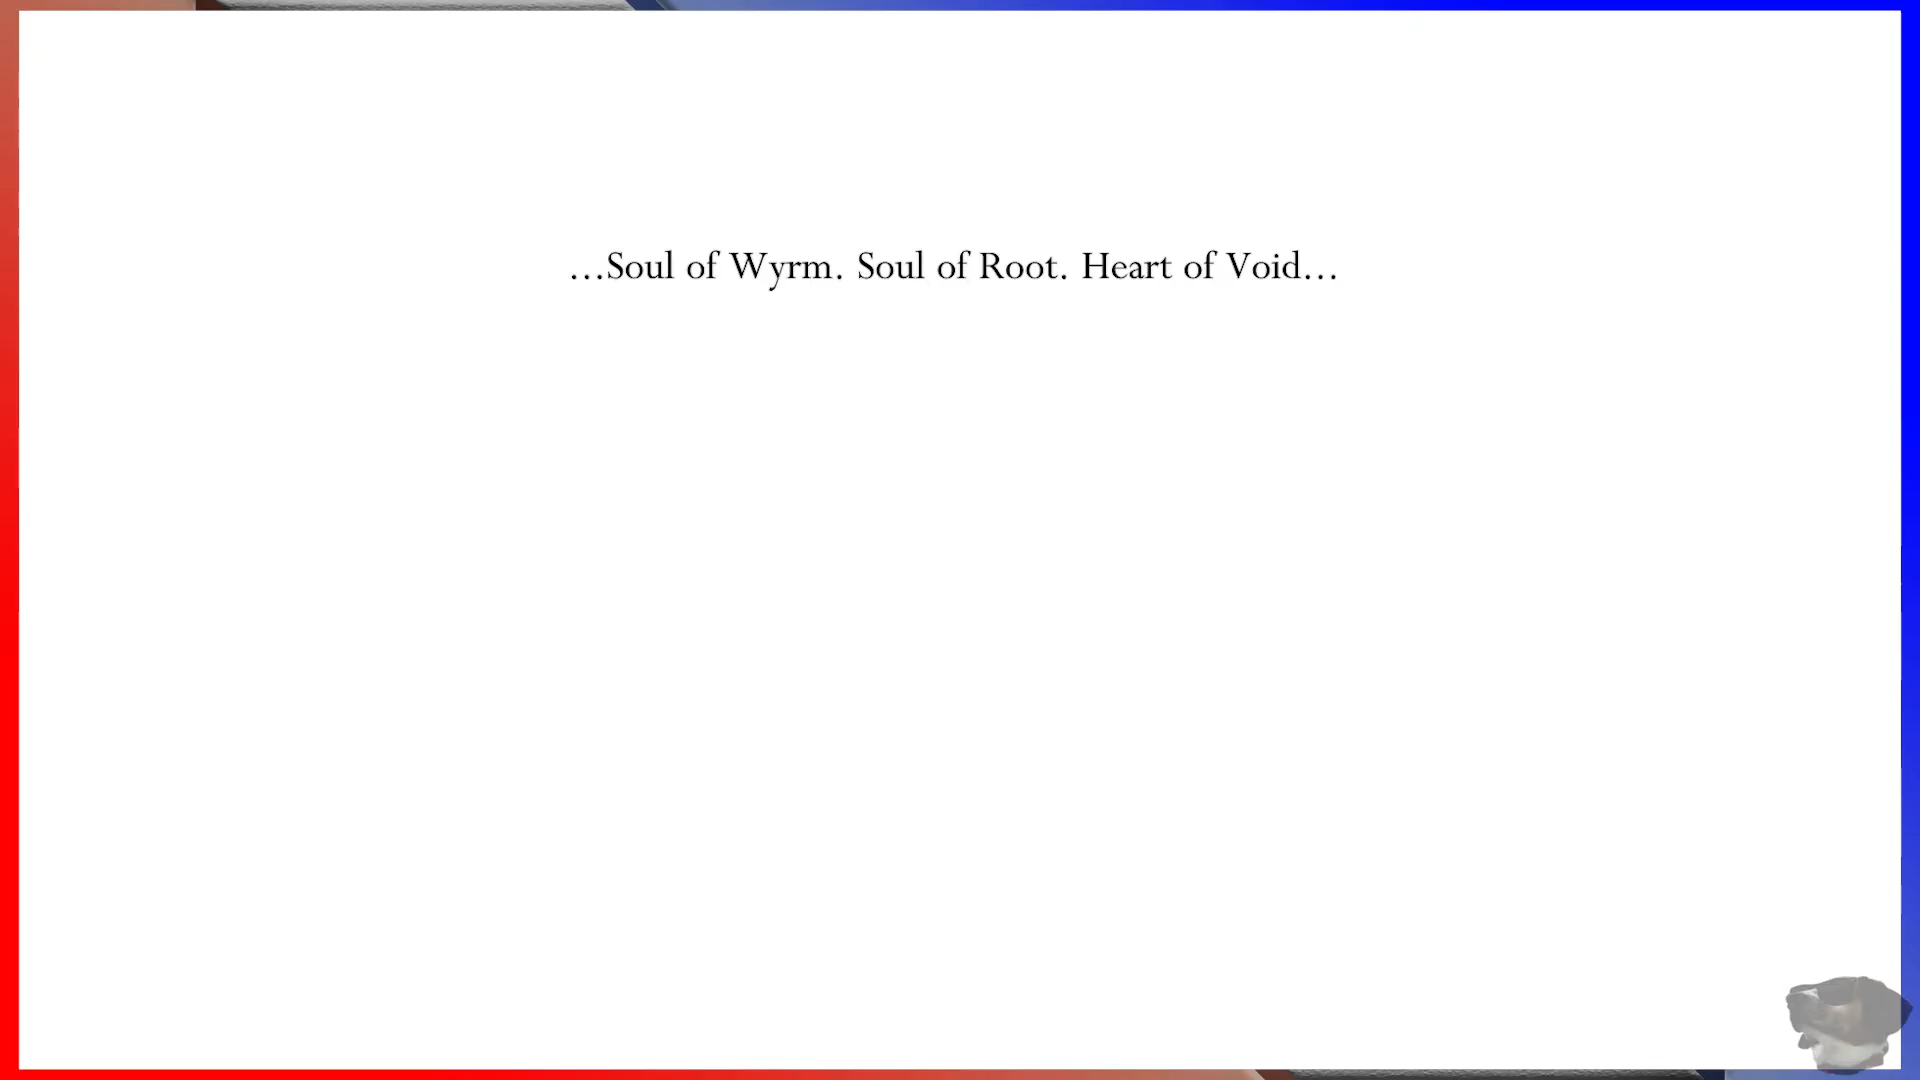 …Soul of Wyrm. Soul of Root. Heart of Void…